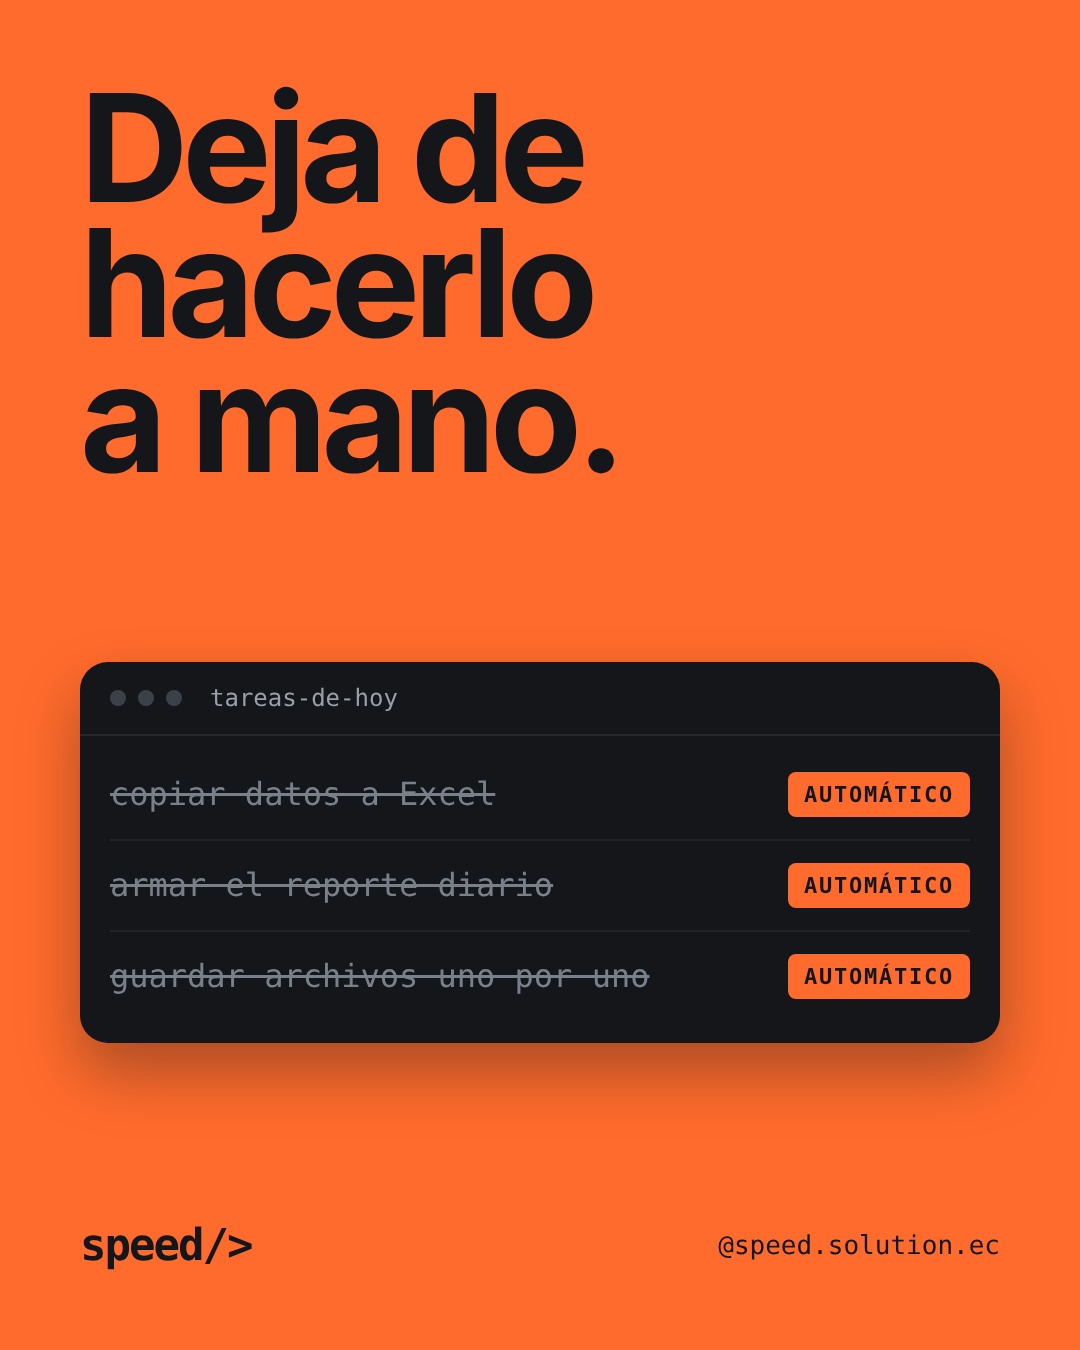 Deja de
hacerlo
a mano.
tareas-de-hoy
copiar datos a Excel AUTOMÁTICO
armar el reporte diario AUTOMÁTICO
guardar archivos uno por uno AUTOMÁTICO
speed/> @speed.solution.ec